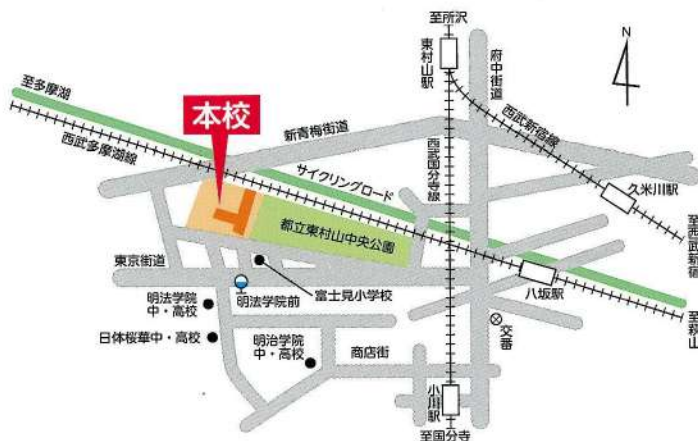 至所沢
東村山駅
府中街道
N
至多摩湖
本校
新青梅街道
西武新宿線
西武多摩湖線
サイクリングロード
西武国分寺線
久米川駅
都立東村山中央公園
至西武新宿
東京街道
八坂駅
明法学院前
富士見小学校
明法学院
中・高校
至萩山
日体桜華中・高校
明治学院
中・高校
商店街
交番
小川駅
至国分寺